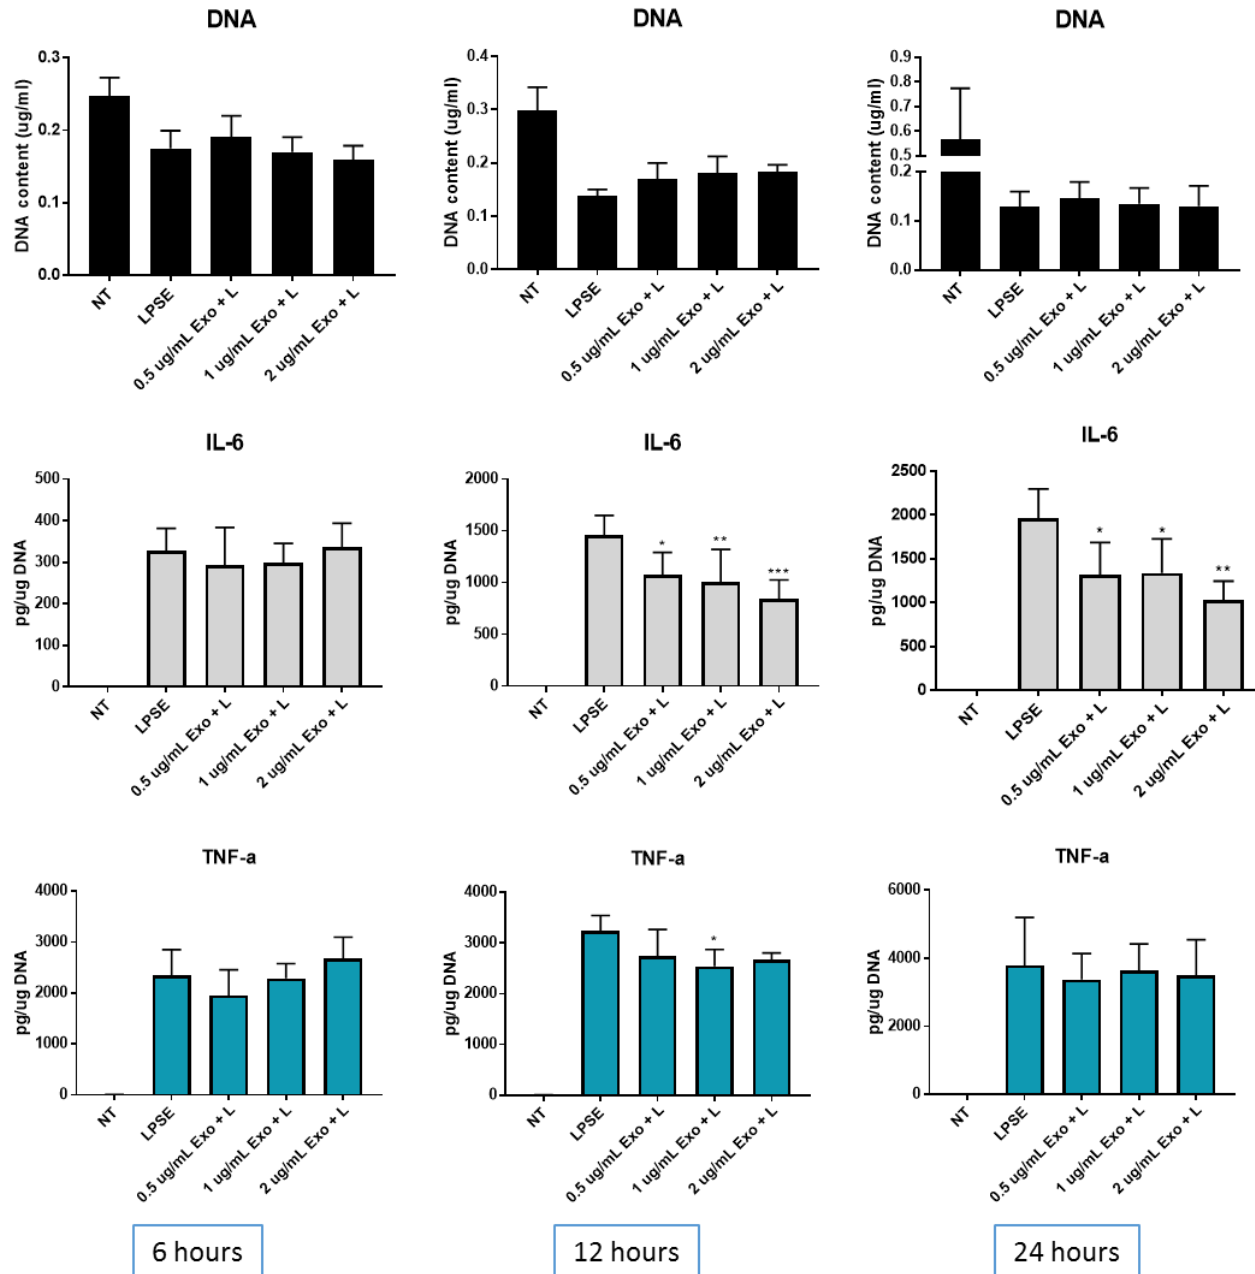 DNA
DNA
DNA
DNA content (ug/ml)
0.3
0.2
0.1
0.0
NT
LPSE
0.5 ug/mL Exo + L
1 ug/mL Exo + L
2 ug/mL Exo + L
DNA content (ug/ml)
0.4
0.3
0.2
0.1
0.0
NT
LPSE
0.5 ug/mL Exo + L
1 ug/mL Exo + L
2 ug/mL Exo + L
DNA content (ug/ml)
0.9
0.8
0.7
0.6
0.5
0.2
0.1
0.0
NT
LPSE
0.5 ug/mL Exo + L
1 ug/mL Exo + L
2 ug/mL Exo + L
IL-6
pg/ug DNA
500
400
300
200
100
0
NT
LPSE
0.5 ug/mL Exo + L
1 ug/mL Exo + L
2 ug/mL Exo + L
IL-6
pg/ug DNA
2000
1500
1000
500
0
*
**
***
NT
LPSE
0.5 ug/mL Exo + L
1 ug/mL Exo + L
2 ug/mL Exo + L
IL-6
pg/ug DNA
2500
2000
1500
1000
500
0
*
*
**
NT
LPSE
0.5 ug/mL Exo + L
1 ug/mL Exo + L
2 ug/mL Exo + L
TNF-a
pg/ug DNA
4000
3000
2000
1000
0
NT
LPSE
0.5 ug/mL Exo + L
1 ug/mL Exo + L
2 ug/mL Exo + L
TNF-a
pg/ug DNA
4000
3000
2000
1000
0
*
NT
LPSE
0.5 ug/mL Exo + L
1 ug/mL Exo + L
2 ug/mL Exo + L
TNF-a
pg/ug DNA
6000
4000
2000
0
NT
LPSE
0.5 ug/mL Exo + L
1 ug/mL Exo + L
2 ug/mL Exo + L
6 hours
12 hours
24 hours